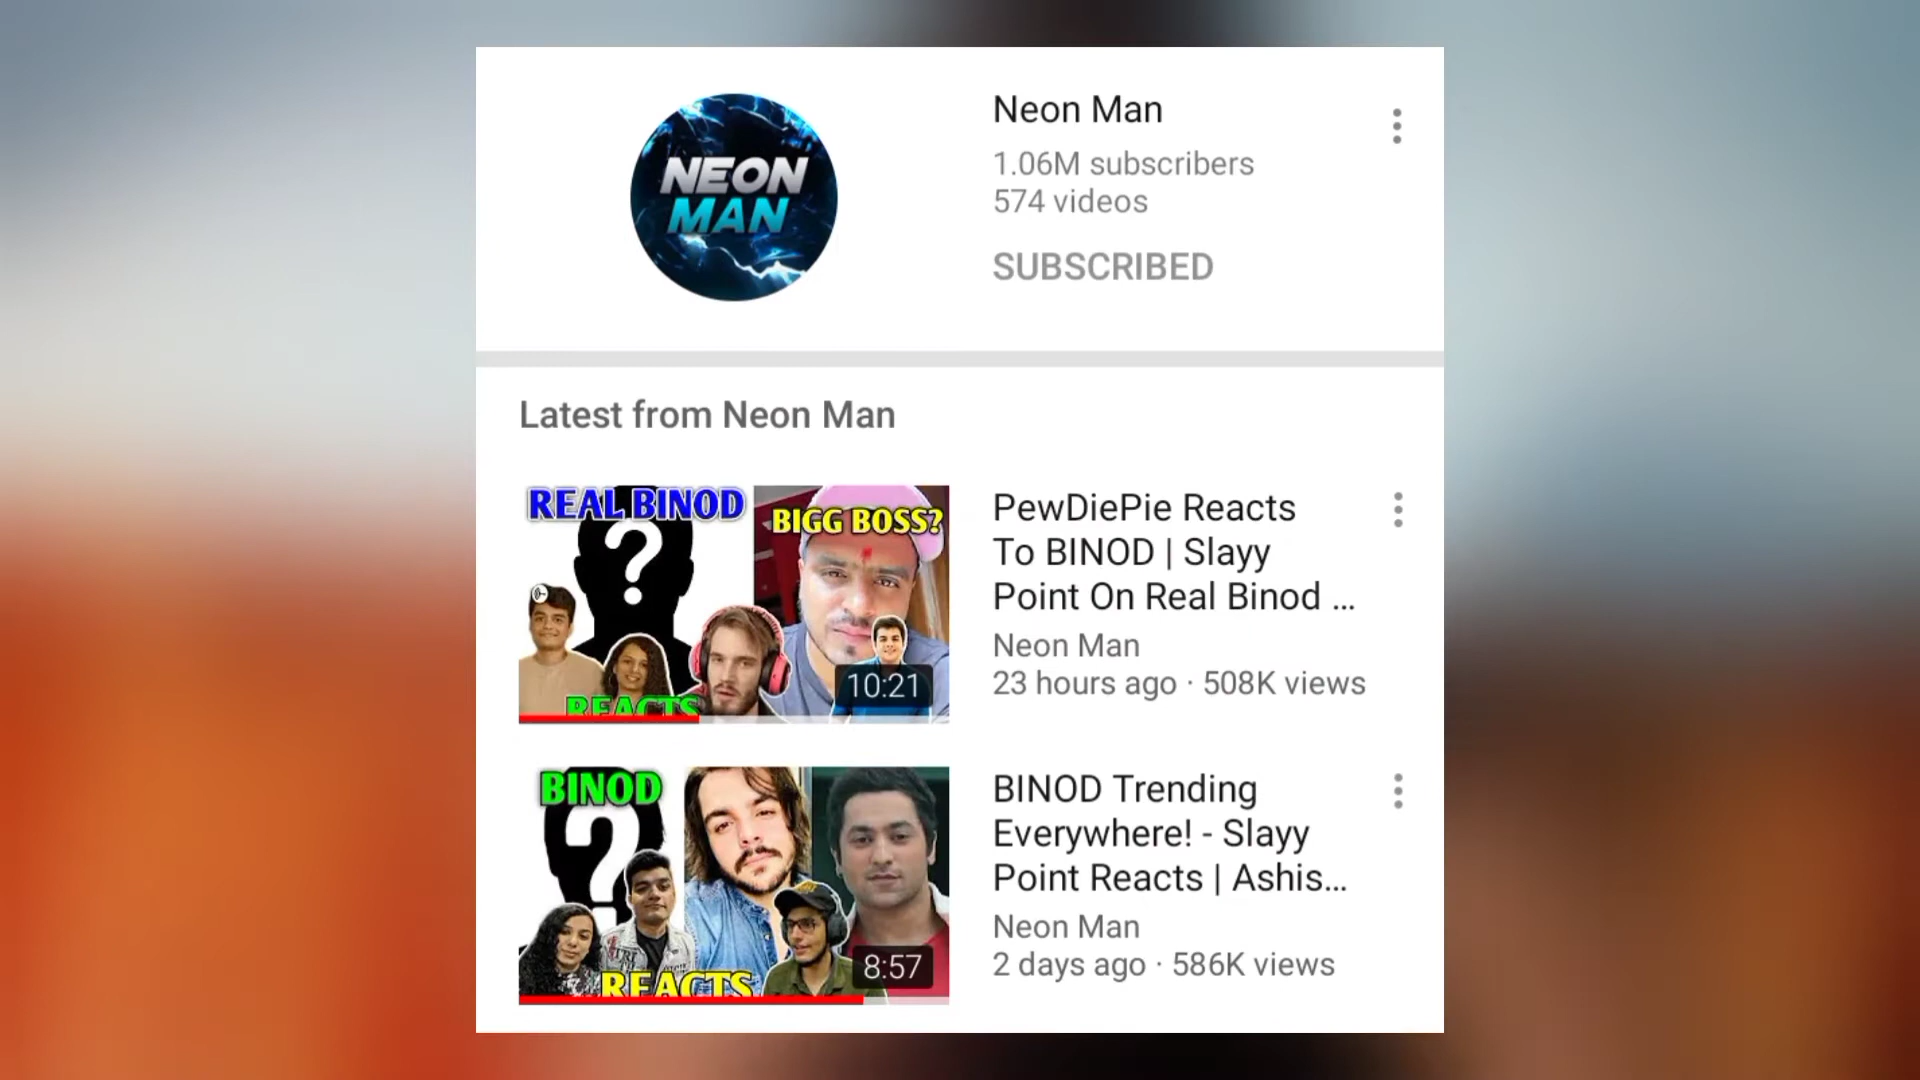 NEON
MAN
Neon Man
1.06M subscribers
574 videos
SUBSCRIBED
Latest from Neon Man
REAL BINOD
BIGG BOSS?
?
REACTS
10:21
PewDiePie Reacts
To BINOD | Slayy
Point On Real Binod ...
Neon Man
23 hours ago · 508K views
BINOD
?
REACTS
8:57
BINOD Trending
Everywhere! - Slayy
Point Reacts | Ashis...
Neon Man
2 days ago · 586K views